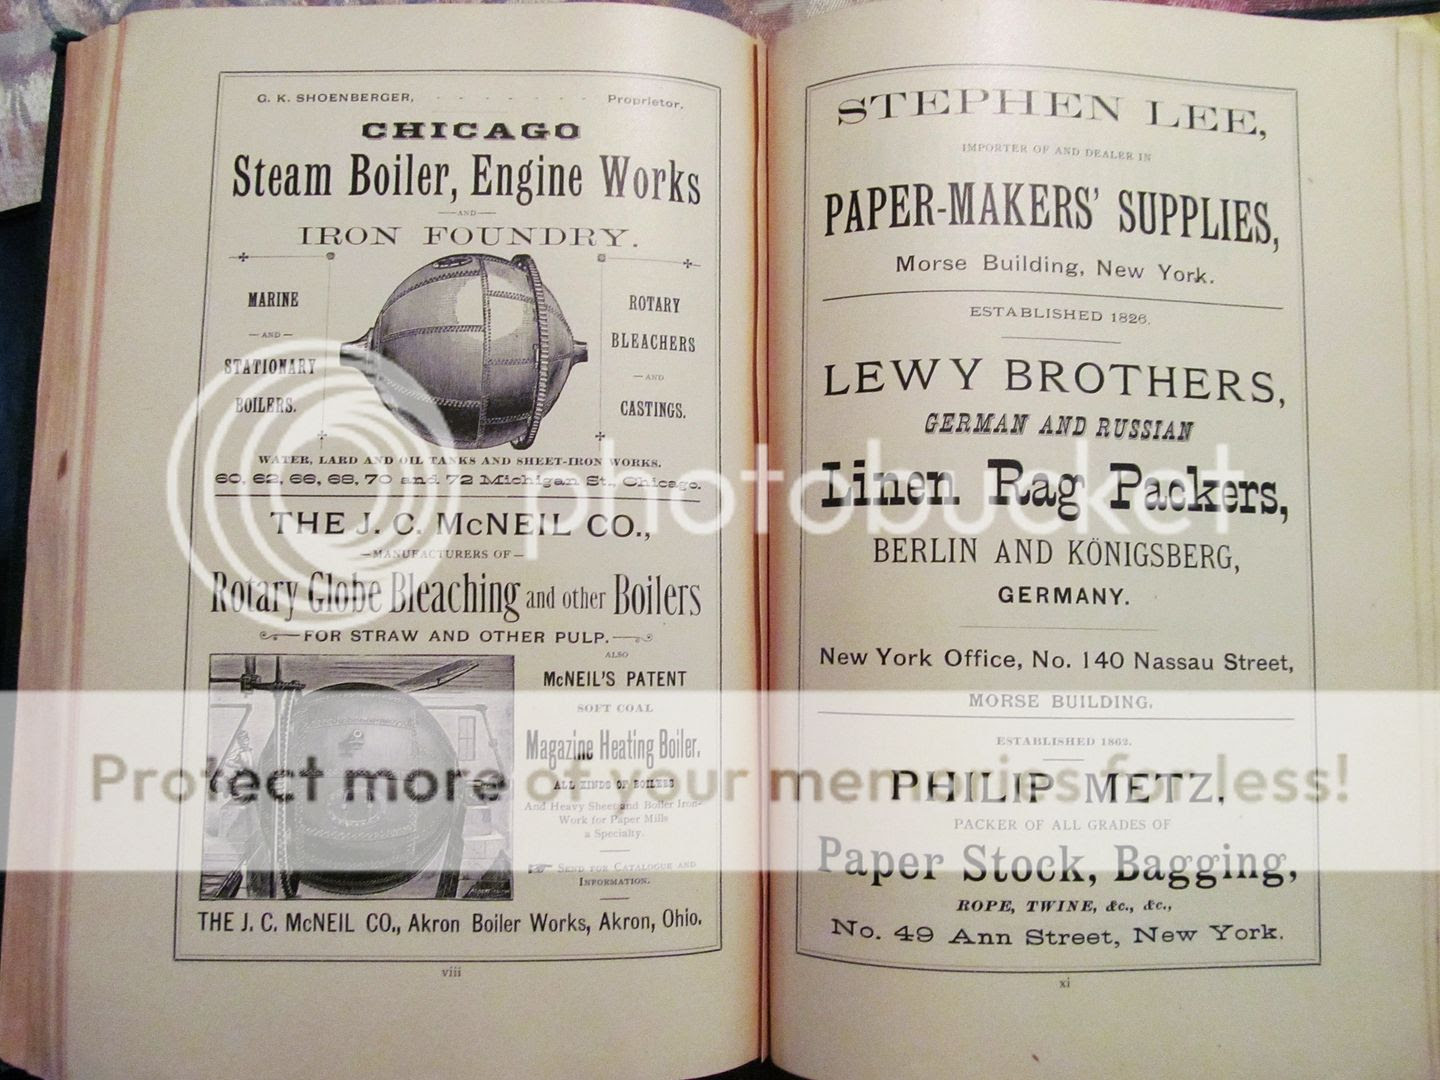 G. K. SHOENBERGER, - - - - - - - Proprietor,
CHICAGO
Steam Boiler, Engine Works
—AND—
IRON FOUNDRY.
MARINE
—AND—
STATIONARY
BOILERS.
ROTARY
BLEACHERS
—AND
CASTINGS.
WATER, LARD AND OIL TANKS AND SHEET-IRON WORKS.
60, 62, 66, 68, 70 and 72 Michigan St., Chicago.
THE J. C. McNEIL CO.,
—MANUFACTURERS OF—
Rotary Globe Bleaching and other Boilers
FOR STRAW AND OTHER PULP.
ALSO
McNEIL'S PATENT
SOFT COAL
Magazine Heating Boiler,
ALL KINDS OF BOILERS
And Heavy Sheet and Boiler Iron-
Work for Paper Mills
a Specialty.
SEND FOR CATALOGUE AND
INFORMATION.
THE J. C. McNEIL CO., Akron Boiler Works, Akron, Ohio.
viii
STEPHEN LEE,
IMPORTER OF AND DEALER IN
PAPER-MAKERS' SUPPLIES,
Morse Building, New York.
ESTABLISHED 1826.
LEWY BROTHERS,
GERMAN AND RUSSIAN
Linen Rag Packers,
BERLIN AND KÖNIGSBERG,
GERMANY.
New York Office, No. 140 Nassau Street,
MORSE BUILDING.
ESTABLISHED 1862.
PHILIP METZ,
PACKER OF ALL GRADES OF
Paper Stock, Bagging,
ROPE, TWINE, &c., &c.,
No. 49 Ann Street, New York.
xi
photobucket
Protect more of your memories for less!